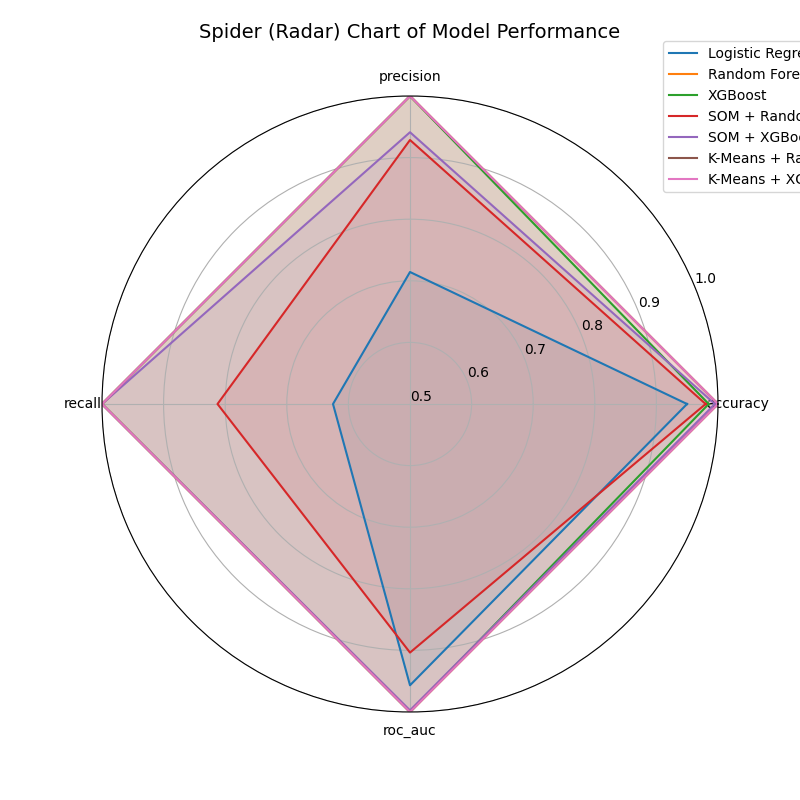 Spider (Radar) Chart of Model Performance
Logistic Regre
Random Fore
XGBoost
SOM + Rando
SOM + XGBoo
K-Means + Ra
K-Means + XG
precision
1.0
0.9
0.8
0.7
0.6
0.5
recall
accuracy
roc_auc